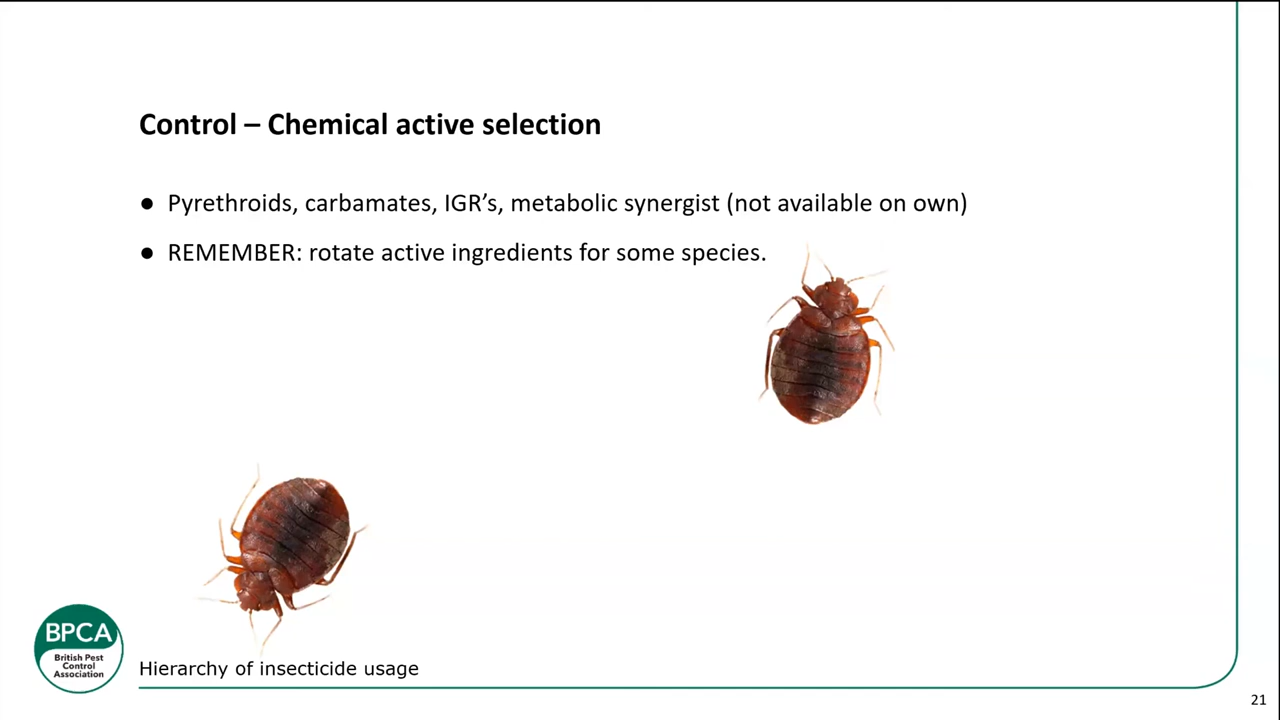 Control – Chemical active selection
● Pyrethroids, carbamates, IGR’s, metabolic synergist (not available on own)
● REMEMBER: rotate active ingredients for some species.
BPCA
British Pest
Control
Association
Hierarchy of insecticide usage
21